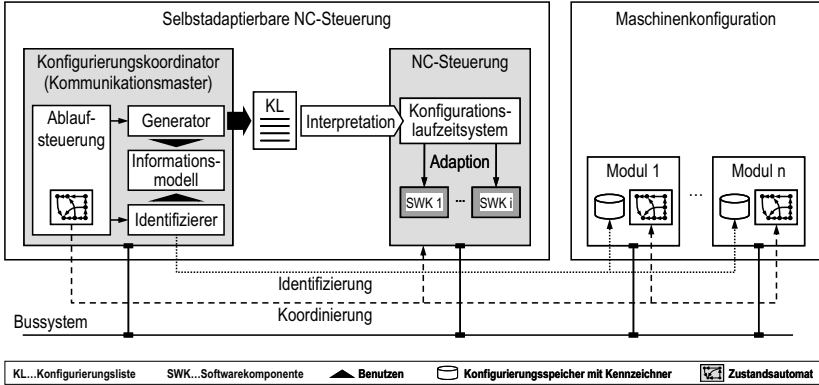 Selbstadaptierbare NC-Steuerung
Maschinenkonfiguration
Konfigurierungskoordinator
(Kommunikationsmaster)
NC-Steuerung
Ablauf-
steuerung
Generator
Informations-
modell
Identifizierer
KL
Interpretation
Konfigurations-
laufzeitsystem
Adaption
SWK 1
...
SWK i
Modul 1
...
Modul n
Identifizierung
Koordinierung
Bussystem
KL...Konfigurierungsliste
SWK...Softwarekomponente
Benutzen
Konfigurierungsspeicher mit Kennzeichner
Zustandsautomat